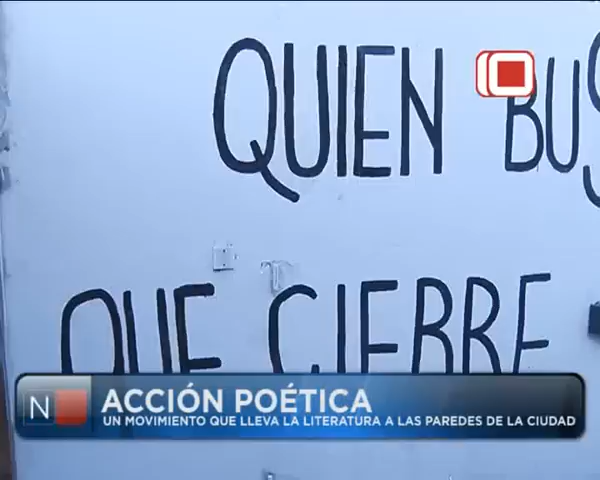 QUIEN BUS
QUE CIERRE
N
ACCIÓN POÉTICA
UN MOVIMIENTO QUE LLEVA LA LITERATURA A LAS PAREDES DE LA CIUDAD